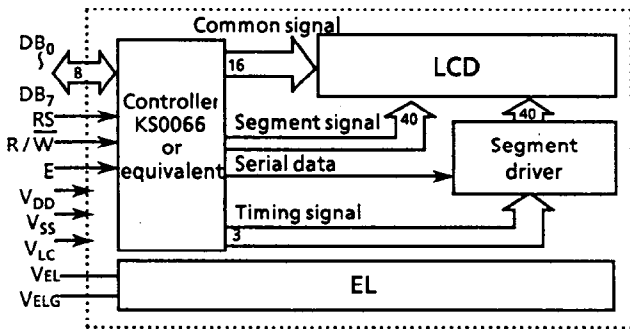 Common signal
DB0
∫
8
DB7
RS
R / W̅
E
VDD
VSS
VLC
VEL
VELG
Controller
KS0066
or
equivalent
16
LCD
Segment signal
40
40
Serial data
Segment
driver
Timing signal
3
EL